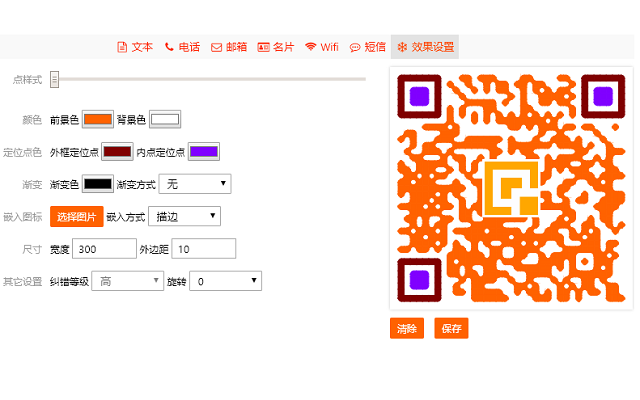 文本 电话 邮箱 名片 Wifi 短信 效果设置
点样式
颜色 前景色 背景色
定位点色 外框定位点 内点定位点
渐变 渐变色 渐变方式 无
嵌入图标 选择图片 嵌入方式 描边
尺寸 宽度 300 外边距 10
其它设置 纠错等级 高 旋转 0
清除 保存